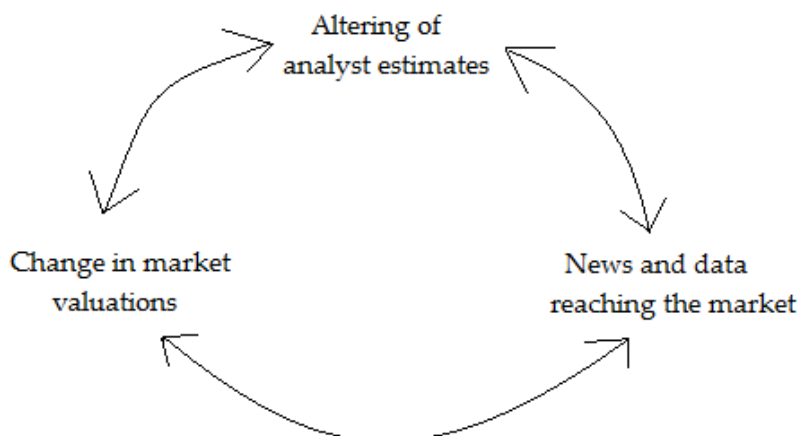 Altering of
analyst estimates
Change in market
valuations
News and data
reaching the market